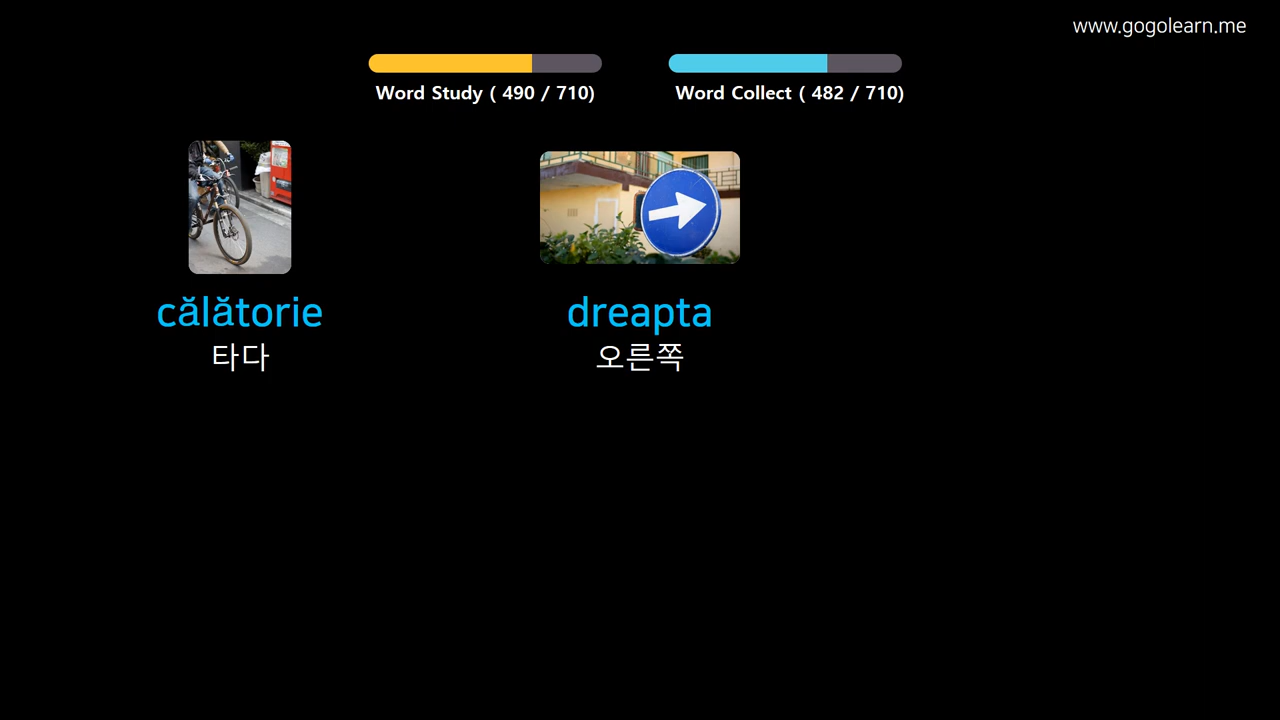 www.gogolearn.me
Word Study ( 490 / 710)
Word Collect ( 482 / 710)
călătorie
타다
dreapta
오른쪽